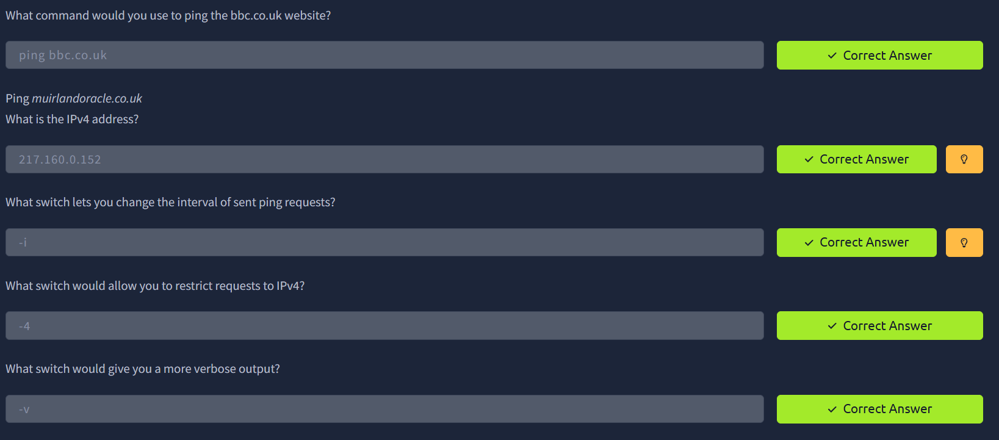 What command would you use to ping the bbc.co.uk website?
ping bbc.co.uk
Correct Answer
Ping muirlandoracle.co.uk
What is the IPv4 address?
217.160.0.152
Correct Answer
What switch lets you change the interval of sent ping requests?
-i
Correct Answer
What switch would allow you to restrict requests to IPv4?
-4
Correct Answer
What switch would give you a more verbose output?
-v
Correct Answer